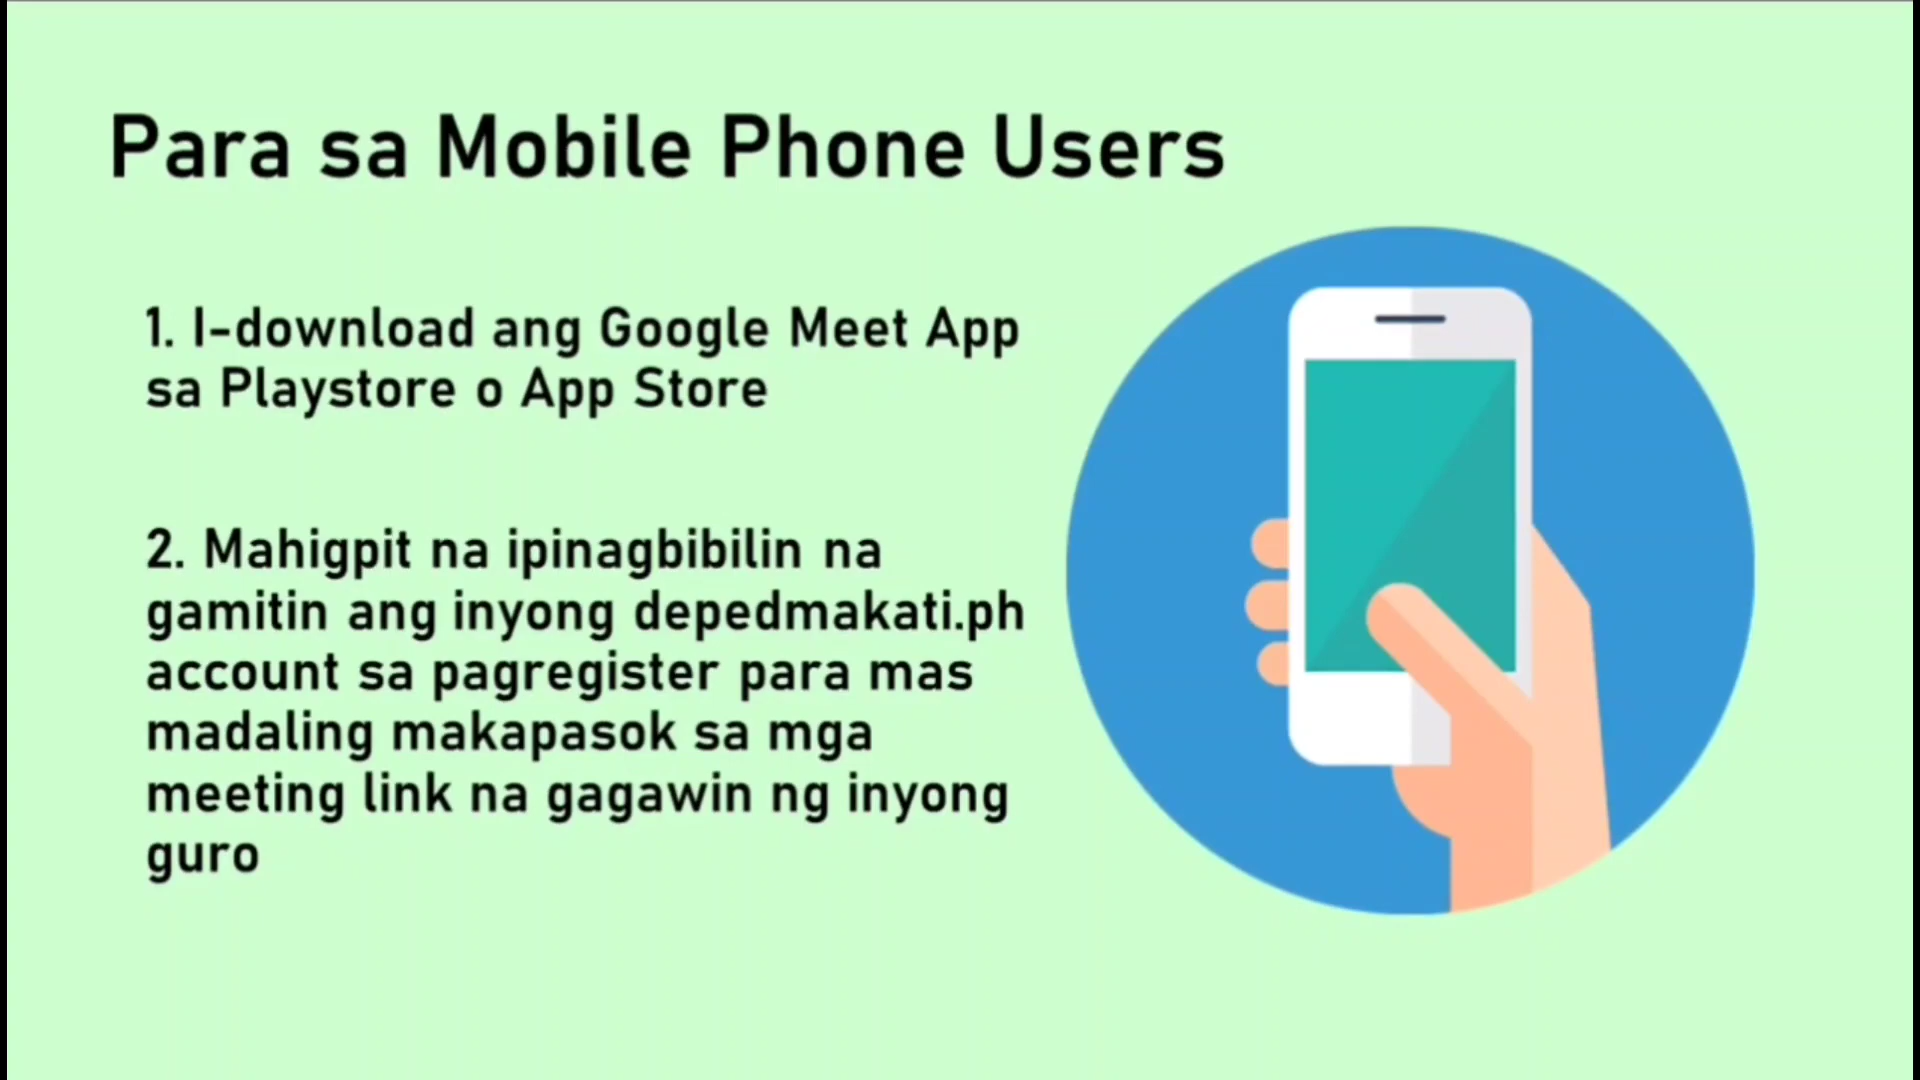 Para sa Mobile Phone Users
1. I-download ang Google Meet App
sa Playstore o App Store
2. Mahigpit na ipinagbibilin na
gamitin ang inyong depedmakati.ph
account sa pagregister para mas
madaling makapasok sa mga
meeting link na gagawin ng inyong
guro